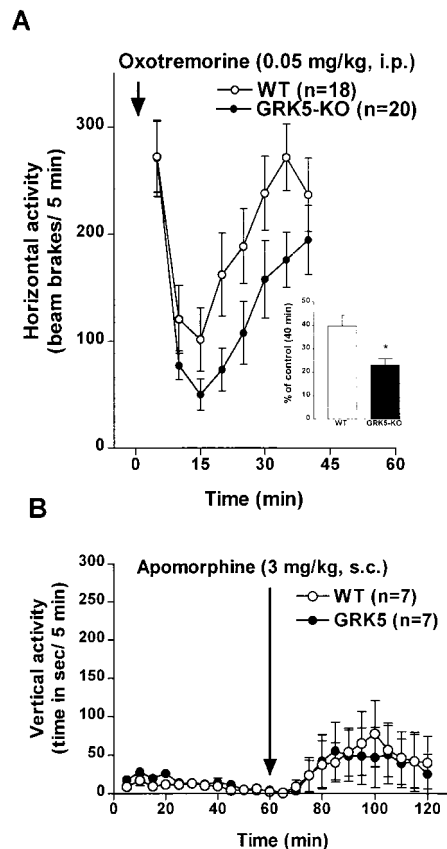 A
Oxotremorine (0.05 mg/kg, i.p.)
WT (n=18)
GRK5-KO (n=20)
300
200
100
0
Horizontal activity
(beam brakes/ 5 min)
0 15 30 45 60
Time (min)
50
40
30
20
10
0
% of control (40 min)
*
WT GRK5-KO
B
Apomorphine (3 mg/kg, s.c.)
WT (n=7)
GRK5 (n=7)
300
250
200
150
100
50
0
Vertical activity
(time in sec/ 5 min)
0 20 40 60 80 100 120
Time (min)